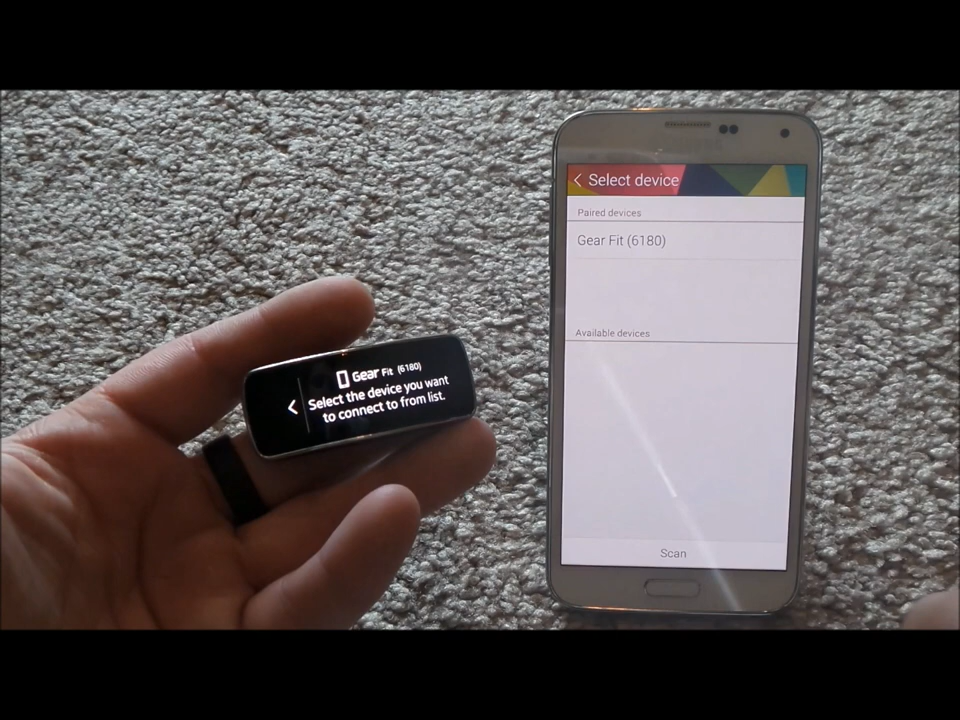 Gear Fit (6180)
Select the device you want
to connect to from list.
Select device
Paired devices
Gear Fit (6180)
Available devices
Scan